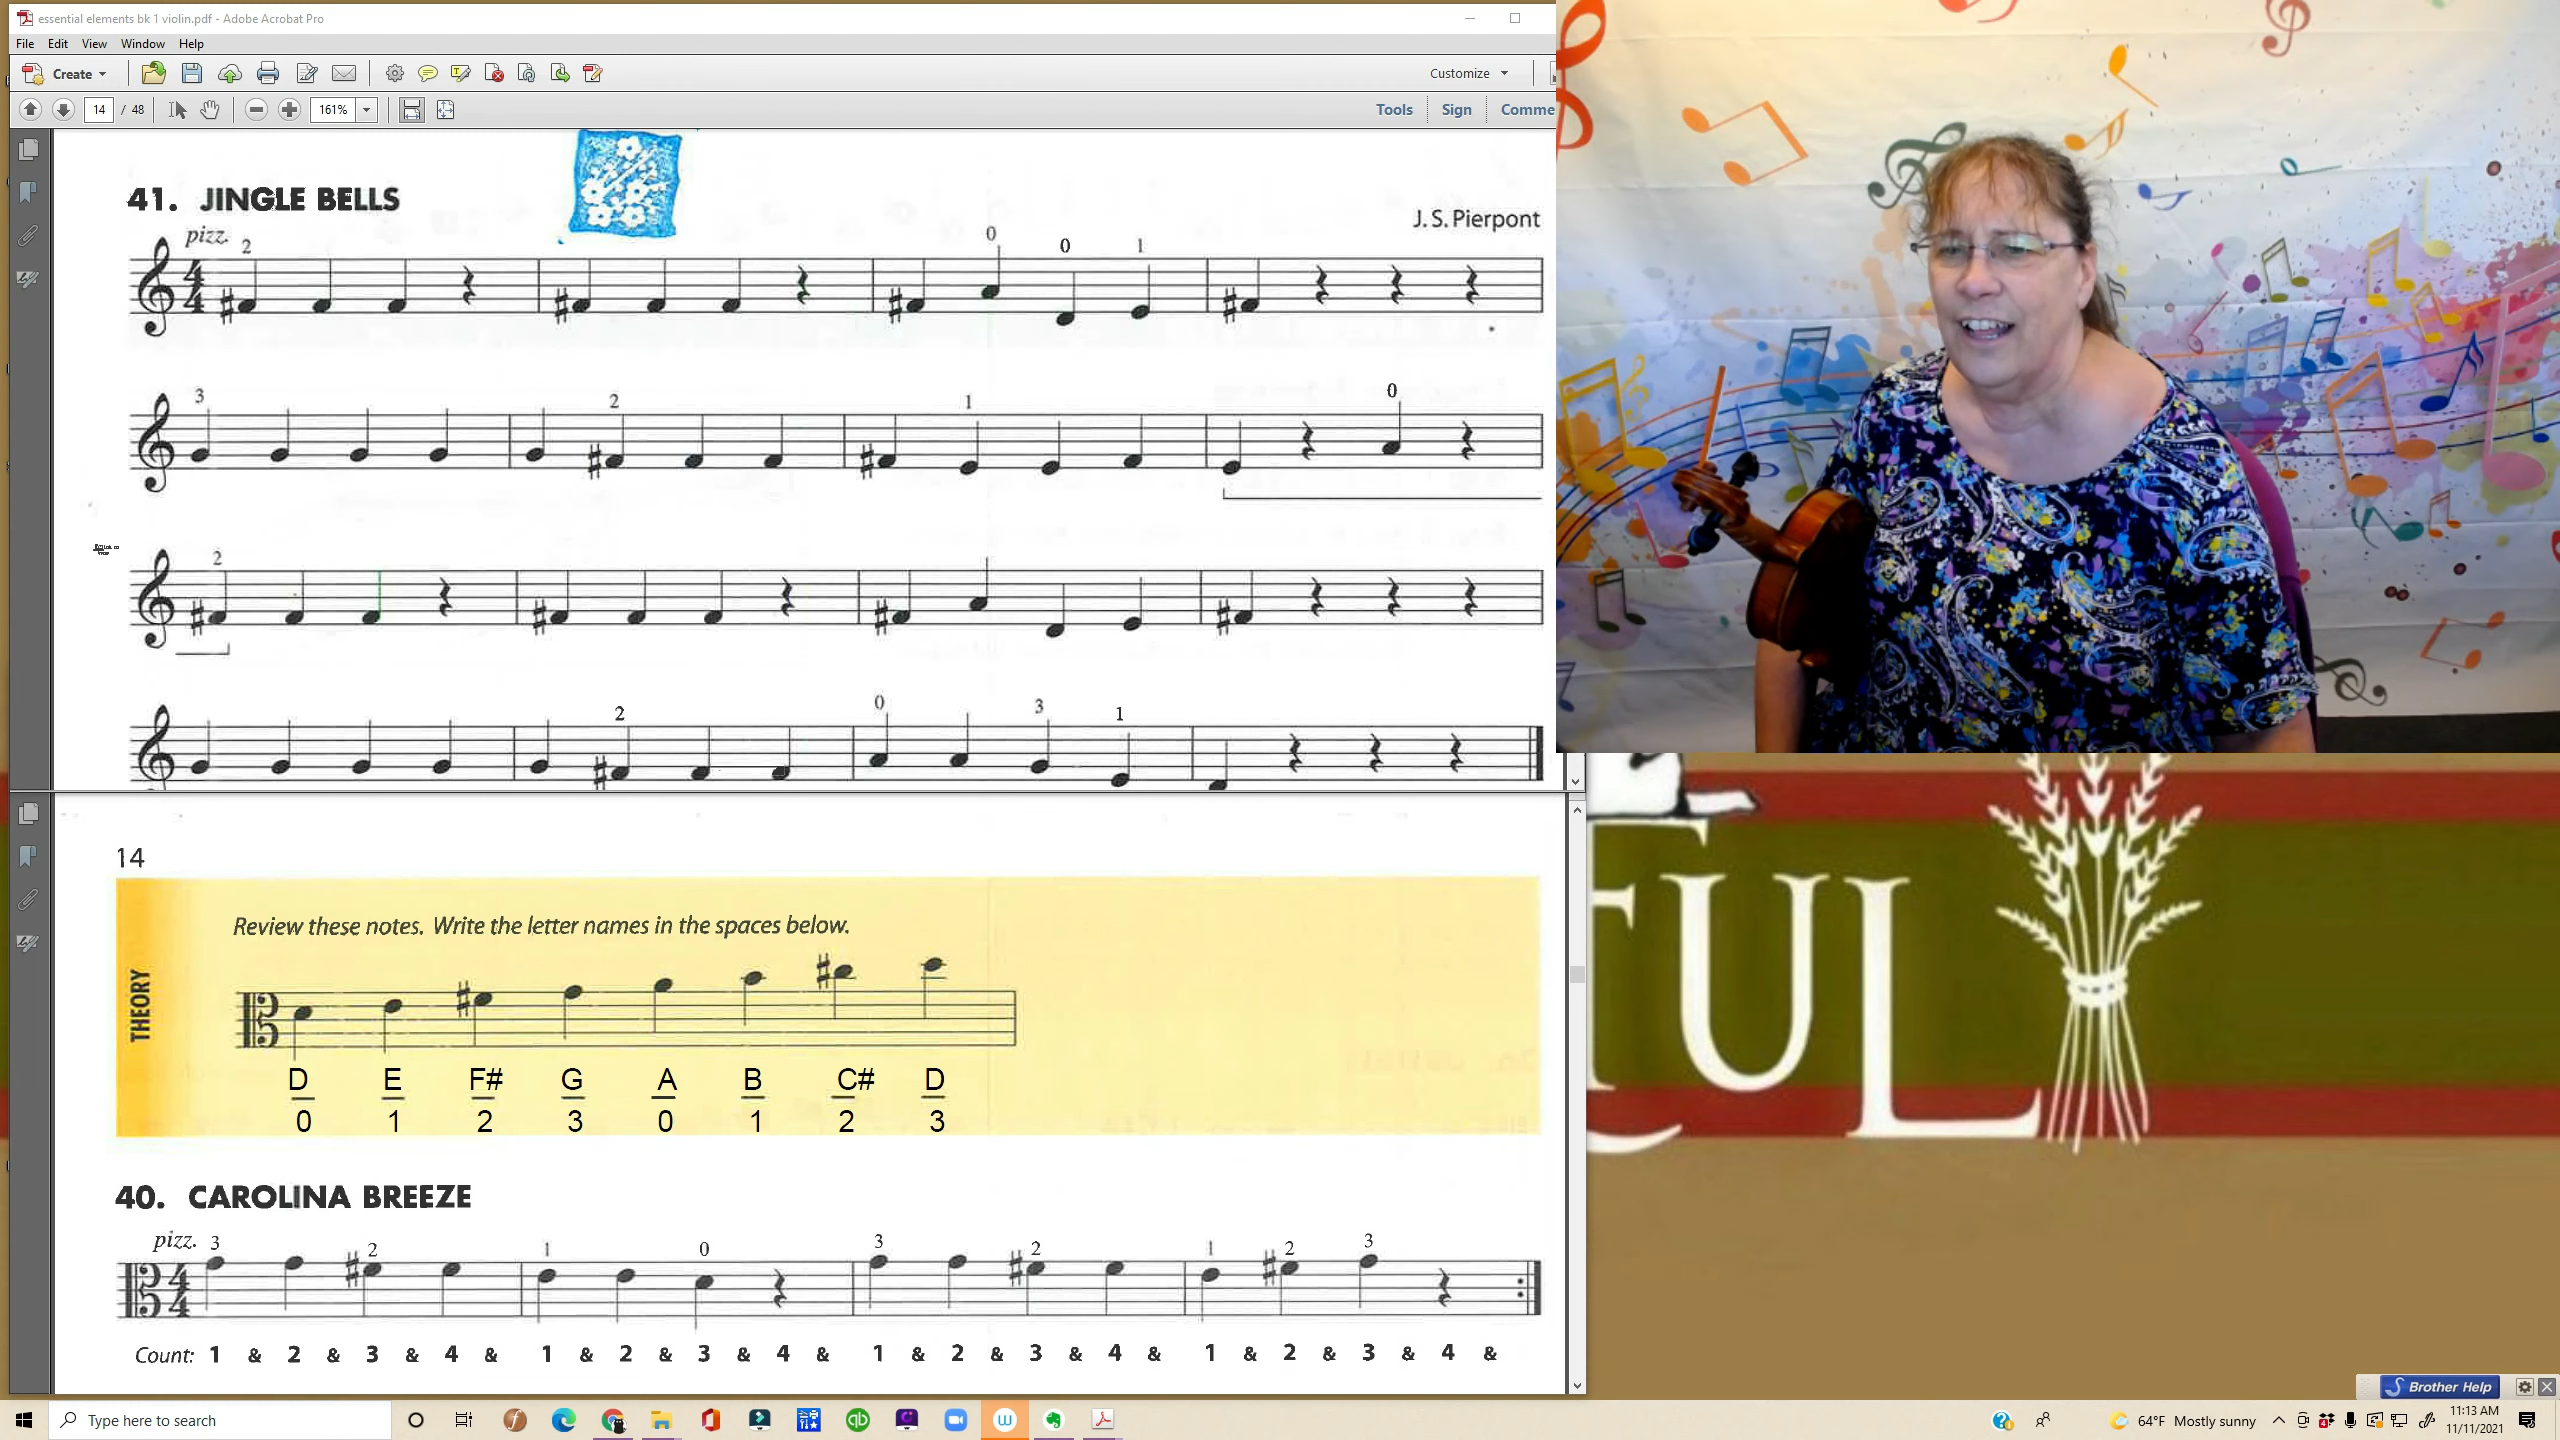 essential elements bk 1 violin.pdf - Adobe Acrobat Pro
File Edit View Window Help
Create
Customize
14 / 48
161%
Tools Sign Comme
41. JINGLE BELLS
J. S. Pierpont
pizz.
2 0 0 1
4
4
3 2 1 0
2
0
2 3 1
14
THEORY
Review these notes. Write the letter names in the spaces below.
D E F# G A B C# D
0 1 2 3 0 1 2 3
40. CAROLINA BREEZE
pizz. 3 2 1 0 3 2 1 2 3
4
4
Count: 1 & 2 & 3 & 4 & 1 & 2 & 3 & 4 & 1 & 2 & 3 & 4 & 1 & 2 & 3 & 4 &
FUL
Brother Help
Type here to search
64°F Mostly sunny
11:13 AM
11/11/2021